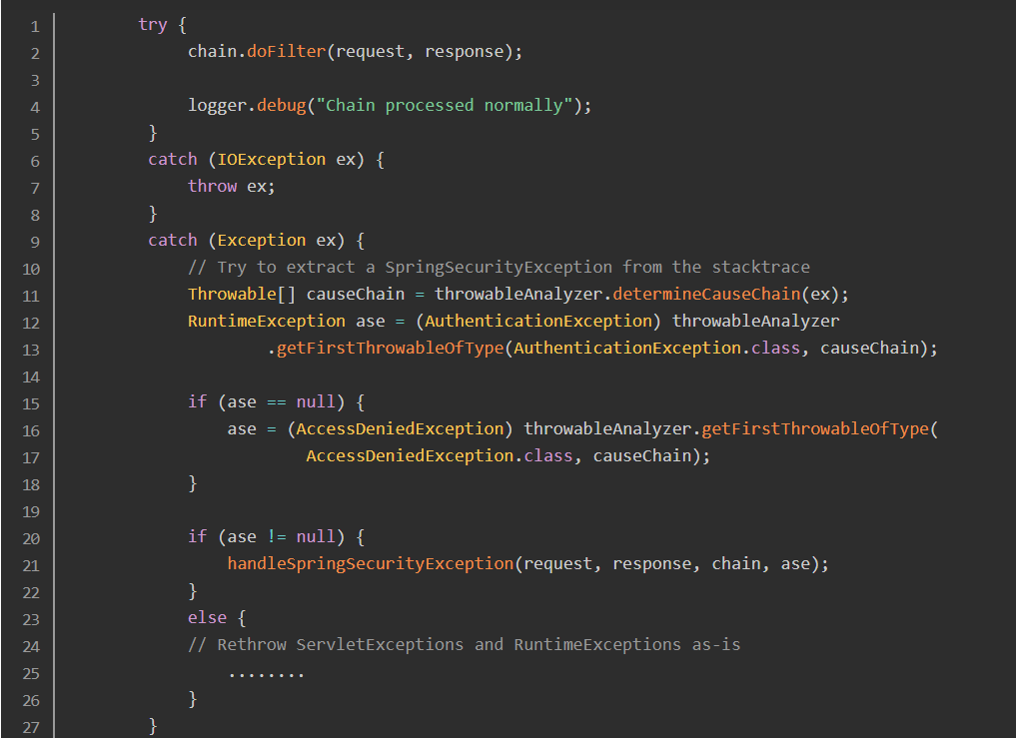 1 try {
2 chain.doFilter(request, response);
3
4 logger.debug("Chain processed normally");
5 }
6 catch (IOException ex) {
7 throw ex;
8 }
9 catch (Exception ex) {
10 // Try to extract a SpringSecurityException from the stacktrace
11 Throwable[] causeChain = throwableAnalyzer.determineCauseChain(ex);
12 RuntimeException ase = (AuthenticationException) throwableAnalyzer
13 .getFirstThrowableOfType(AuthenticationException.class, causeChain);
14
15 if (ase == null) {
16 ase = (AccessDeniedException) throwableAnalyzer.getFirstThrowableOfType(
17 AccessDeniedException.class, causeChain);
18 }
19
20 if (ase != null) {
21 handleSpringSecurityException(request, response, chain, ase);
22 }
23 else {
24 // Rethrow ServletExceptions and RuntimeExceptions as-is
25 ........
26 }
27 }